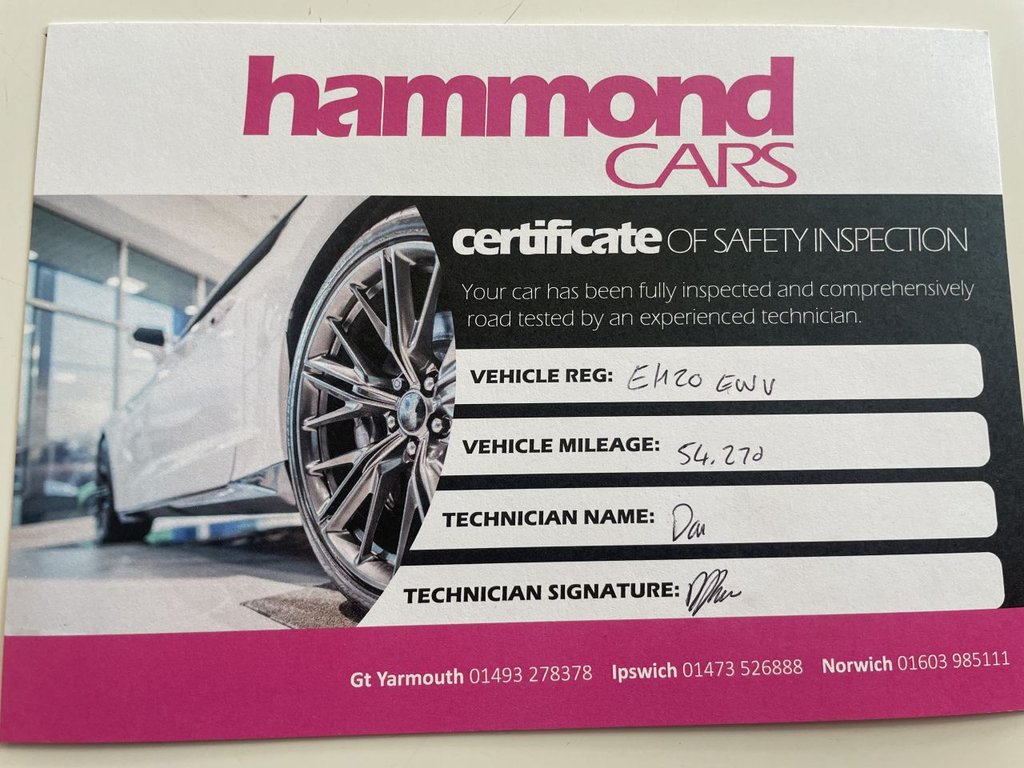 hammond
CARS
certificate OF SAFETY INSPECTION
Your car has been fully inspected and comprehensively
road tested by an experienced technician.
VEHICLE REG: EH20 EWV
VEHICLE MILEAGE: 54.270
TECHNICIAN NAME: Dan
TECHNICIAN SIGNATURE:
Gt Yarmouth 01493 278378 Ipswich 01473 526888 Norwich 01603 985111